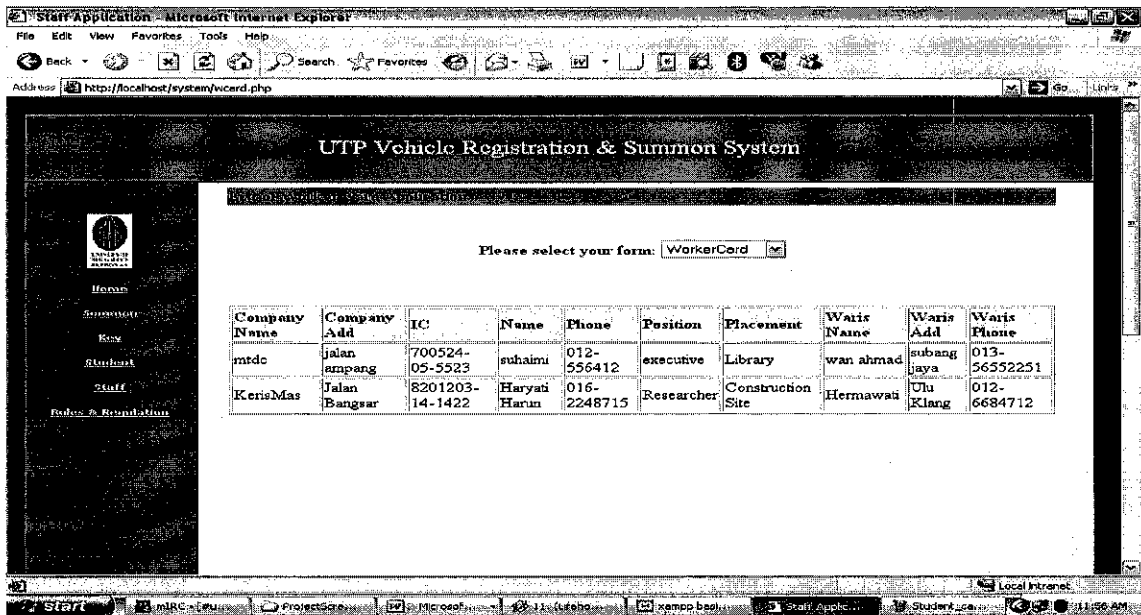 Staff Application - Microsoft Internet Explorer
File Edit View Favorites Tools Help
Back Search Favorites
Address http://localhost/system/wcard.php Go Links
UTP Vehicle Registration & Summon System
Please select your form: WorkerCard
Home
Summon
Key
Student
Staff
Rules & Regulation
Company Name Company Add IC Name Phone Position Placement Waris Name Waris Add Waris Phone
mtdc jalan ampang 700524-05-5523 suhaimi 012-556412 executive Library wan ahmad subang jaya 013-56552251
KerisMas Jalan Bangsar 8201203-14-1422 Haryati Harun 016-2248715 Researcher Construction Site Hermawati Ulu Klang 012-6684712
Local intranet
start mIRC Microsof... Staff Applic... 11:56 AM